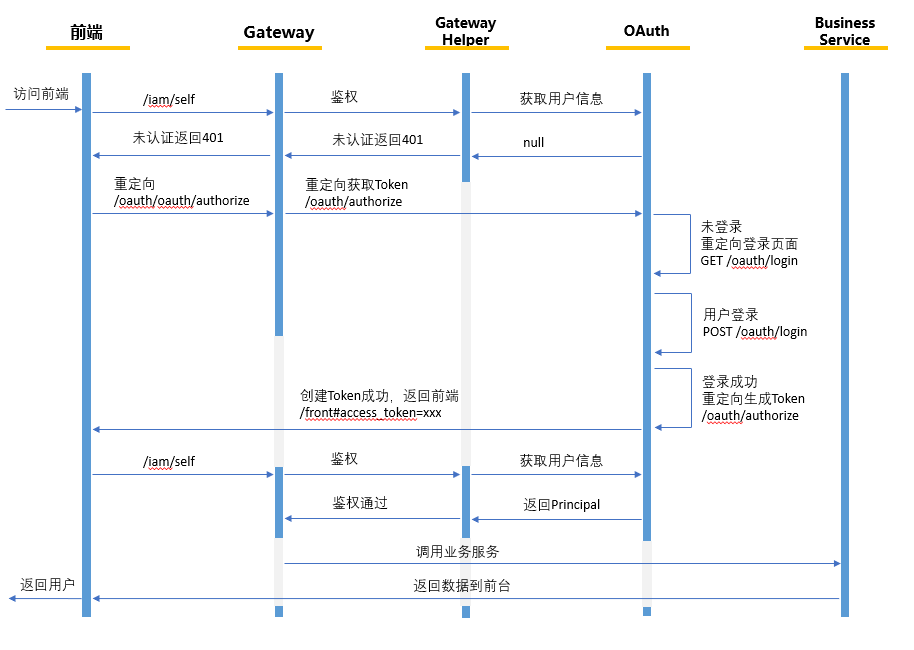 前端
Gateway
Gateway
Helper
OAuth
Business
Service
访问前端
/iam/self
鉴权
获取用户信息
未认证返回401
未认证返回401
null
重定向
/oauth/oauth/authorize
重定向获取Token
/oauth/authorize
未登录
重定向登录页面
GET /oauth/login
用户登录
POST /oauth/login
登录成功
重定向生成Token
/oauth/authorize
创建Token成功，返回前端
/front#access_token=xxx
/iam/self
鉴权
获取用户信息
鉴权通过
返回Principal
调用业务服务
返回用户
返回数据到前台